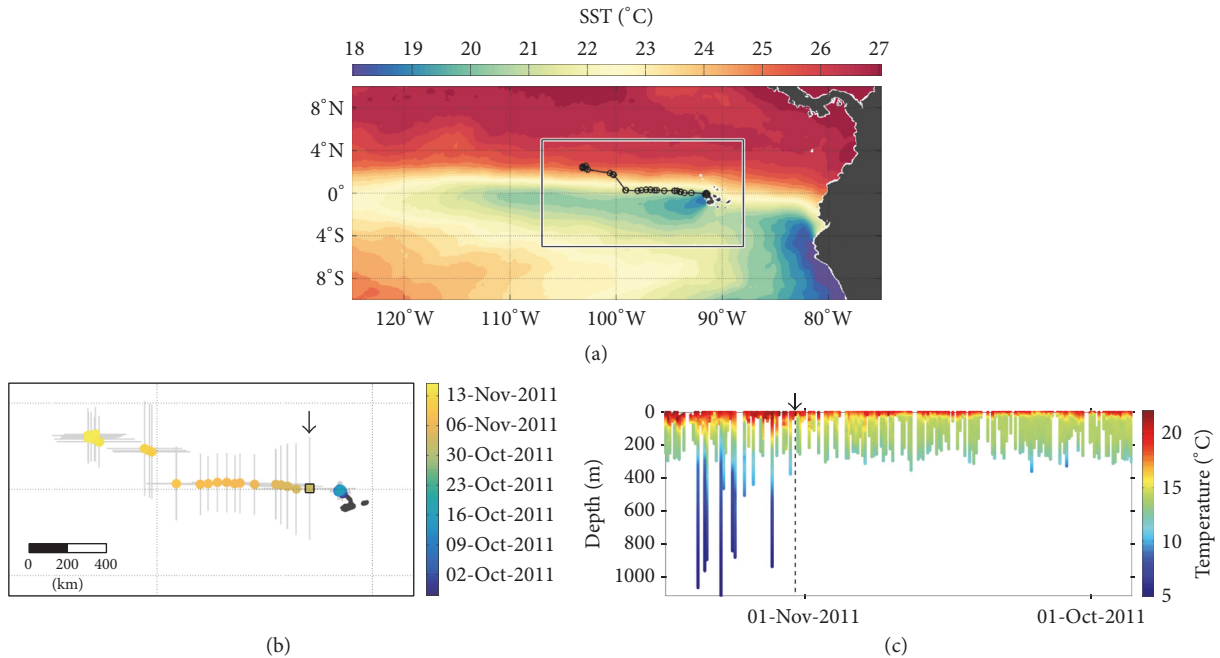 SST (°C)
18 19 20 21 22 23 24 25 26 27
8°N
4°N
0°
4°S
8°S
120°W 110°W 100°W 90°W 80°W
(a)
13-Nov-2011
06-Nov-2011
30-Oct-2011
23-Oct-2011
16-Oct-2011
09-Oct-2011
02-Oct-2011
0 200 400
(km)
(b)
Depth (m)
0
200
400
600
800
1000
01-Nov-2011 01-Oct-2011
20
15
10
5
Temperature (°C)
(c)